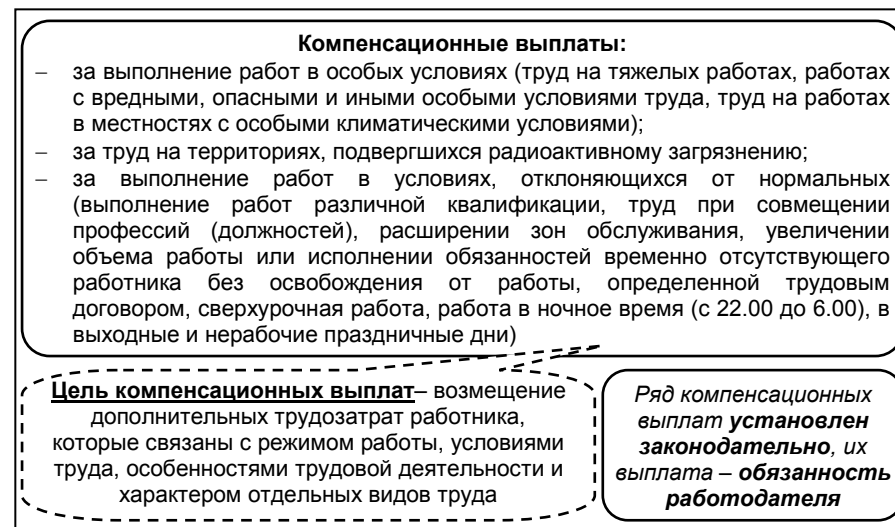 Компенсационные выплаты:
– за выполнение работ в особых условиях (труд на тяжелых работах, работах
с вредными, опасными и иными особыми условиями труда, труд на работах
в местностях с особыми климатическими условиями);
– за труд на территориях, подвергшихся радиоактивному загрязнению;
– за выполнение работ в условиях, отклоняющихся от нормальных
(выполнение работ различной квалификации, труд при совмещении
профессий (должностей), расширении зон обслуживания, увеличении
объема работы или исполнении обязанностей временно отсутствующего
работника без освобождения от работы, определенной трудовым
договором, сверхурочная работа, работа в ночное время (с 22.00 до 6.00), в
выходные и нерабочие праздничные дни)
Цель компенсационных выплат– возмещение
дополнительных трудозатрат работника,
которые связаны с режимом работы, условиями
труда, особенностями трудовой деятельности и
характером отдельных видов труда
Ряд компенсационных
выплат установлен
законодательно, их
выплата – обязанность
работодателя